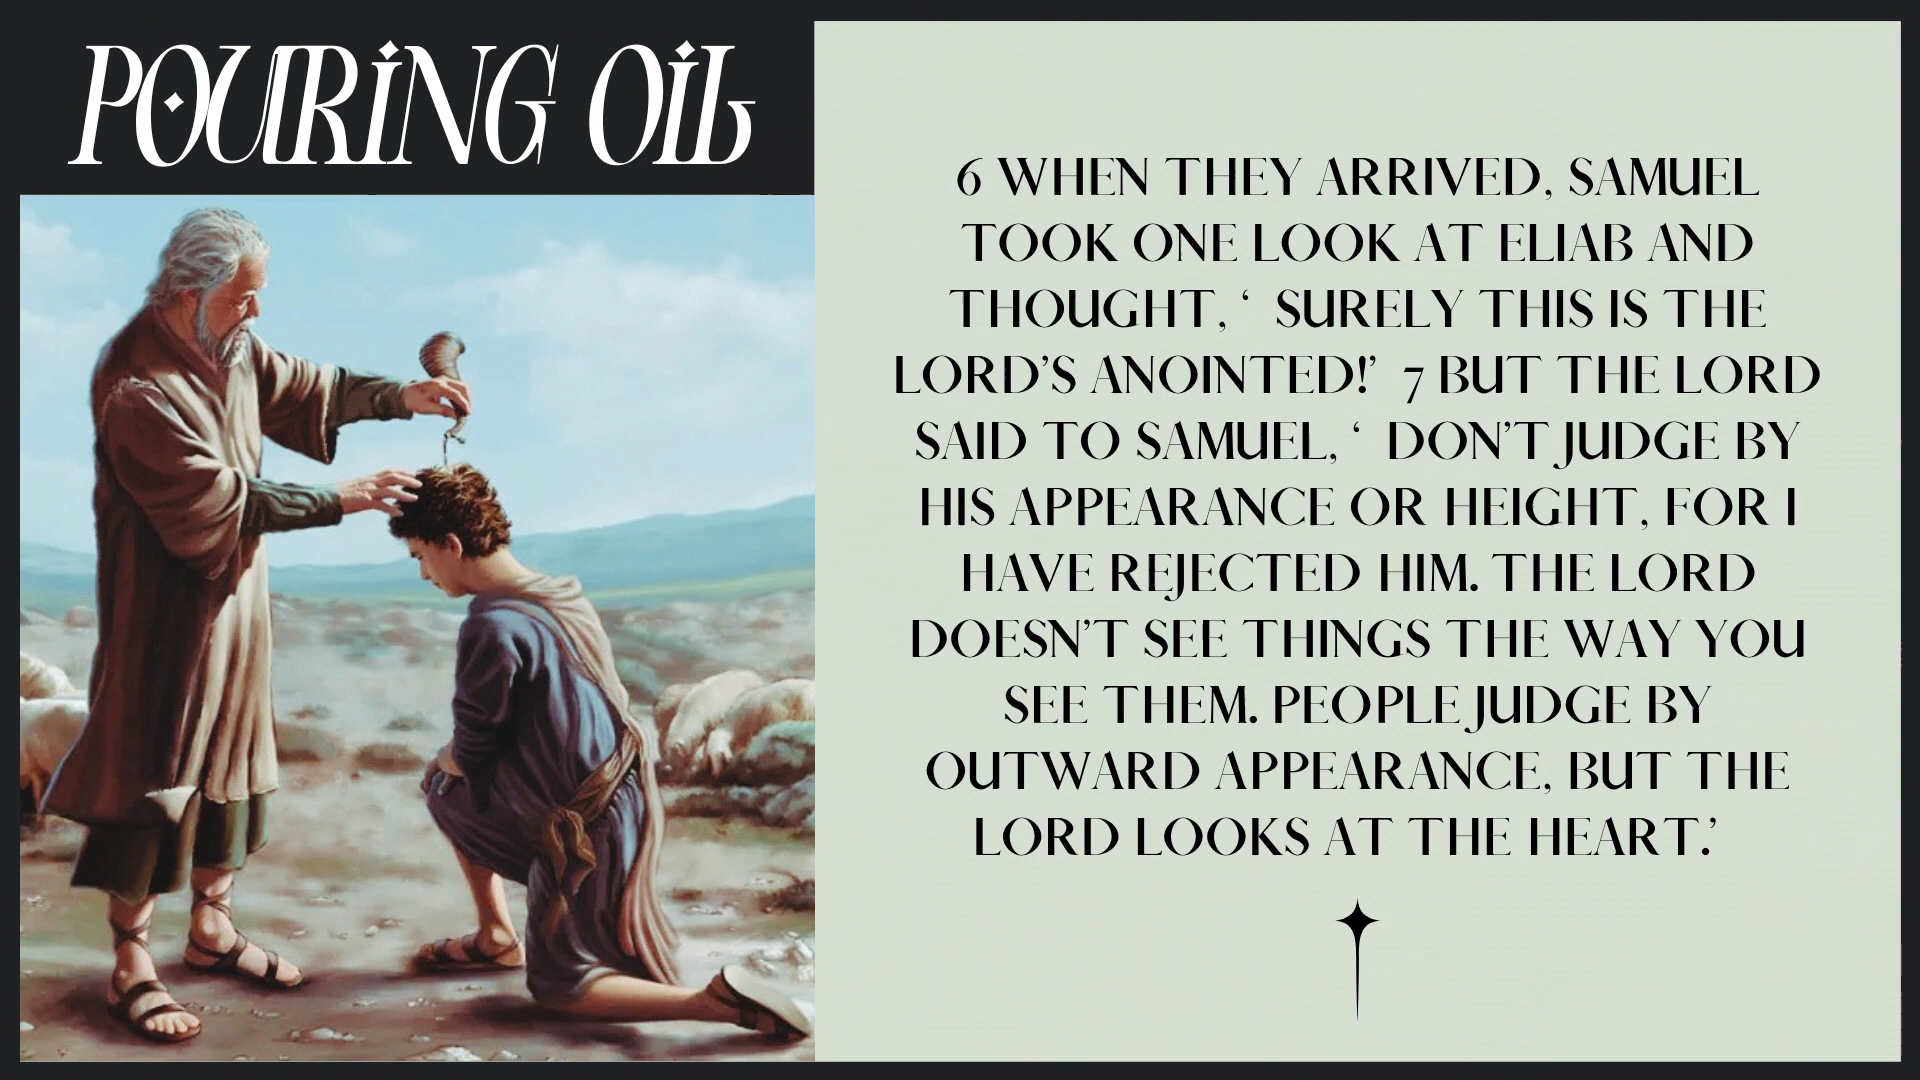 POURING OIL
6 WHEN THEY ARRIVED, SAMUEL
TOOK ONE LOOK AT ELIAB AND
THOUGHT, ‘ SURELY THIS IS THE
LORD’S ANOINTED!’ 7 BUT THE LORD
SAID TO SAMUEL, ‘ DON’T JUDGE BY
HIS APPEARANCE OR HEIGHT, FOR I
HAVE REJECTED HIM. THE LORD
DOESN’T SEE THINGS THE WAY YOU
SEE THEM. PEOPLE JUDGE BY
OUTWARD APPEARANCE, BUT THE
LORD LOOKS AT THE HEART.’